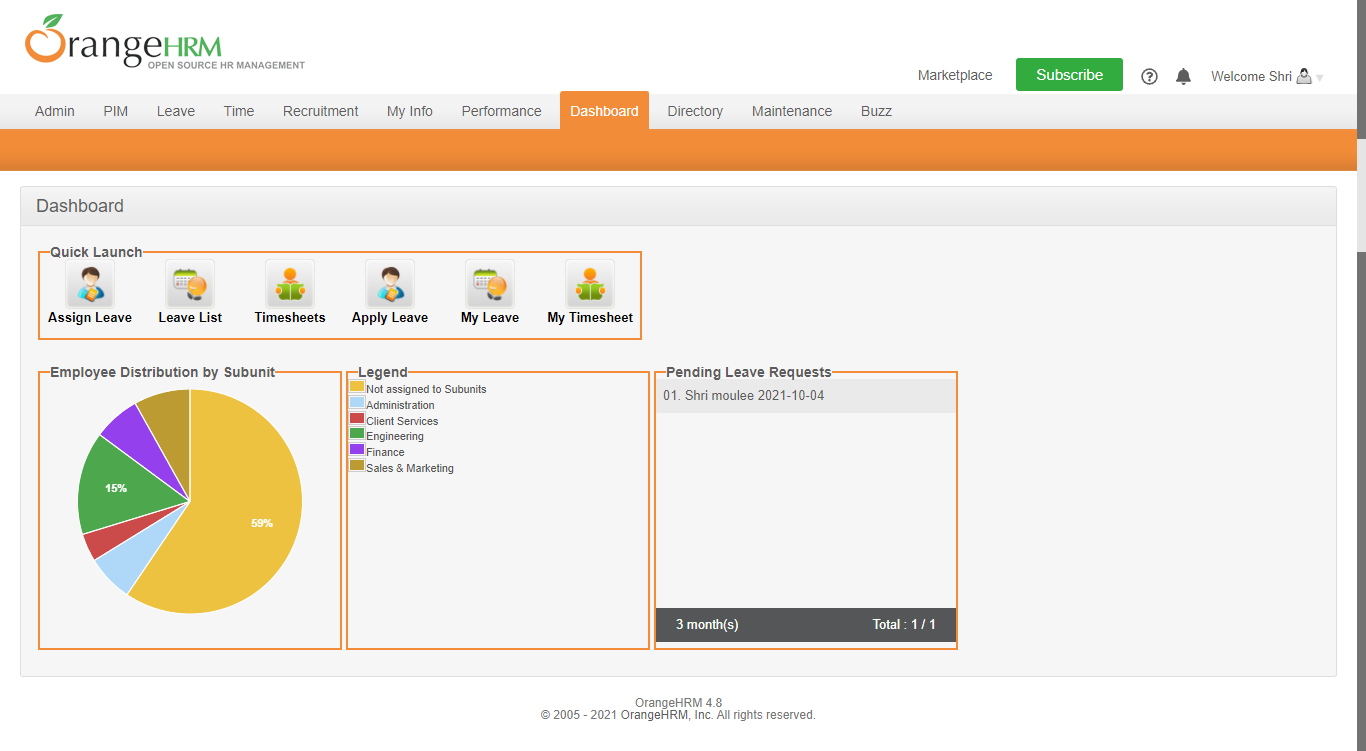 OrangeHRM
OPEN SOURCE HR MANAGEMENT
Marketplace Subscribe Welcome Shri
Admin PIM Leave Time Recruitment My Info Performance Dashboard Directory Maintenance Buzz
Dashboard
Quick Launch
Assign Leave Leave List Timesheets Apply Leave My Leave My Timesheet
Employee Distribution by Subunit
15%
59%
Legend
Not assigned to Subunits
Administration
Client Services
Engineering
Finance
Sales & Marketing
Pending Leave Requests
01. Shri moulee 2021-10-04
3 month(s) Total : 1 / 1
OrangeHRM 4.8
© 2005 - 2021 OrangeHRM, Inc. All rights reserved.